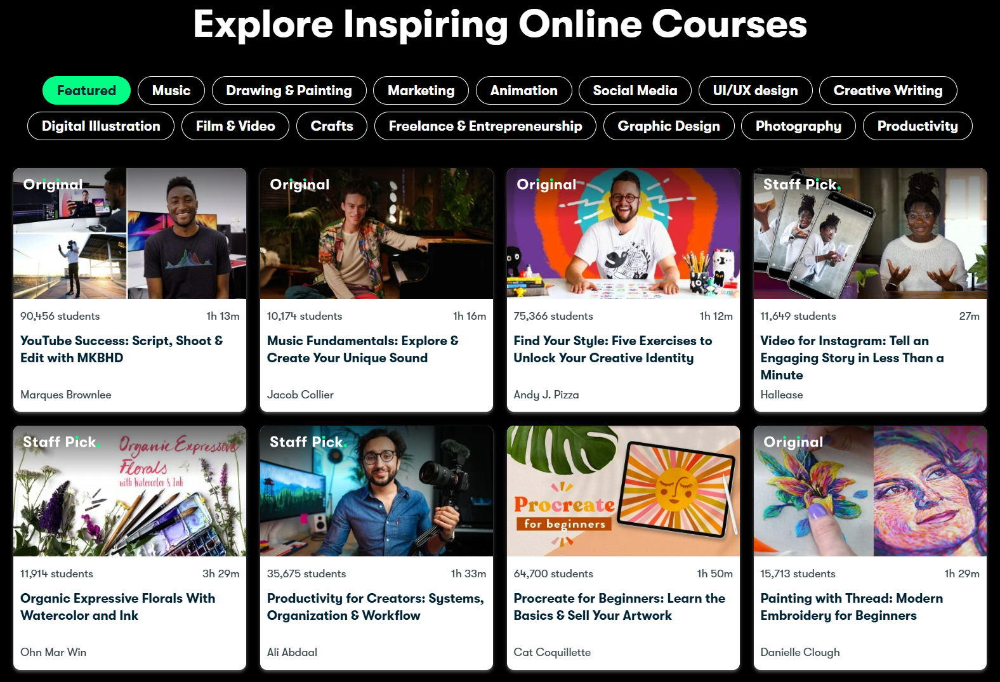 Explore Inspiring Online Courses
Featured
Music
Drawing & Painting
Marketing
Animation
Social Media
UI/UX design
Creative Writing
Digital Illustration
Film & Video
Crafts
Freelance & Entrepreneurship
Graphic Design
Photography
Productivity
Original
90,456 students
1h 13m
YouTube Success: Script, Shoot &
Edit with MKBHD
Marques Brownlee
Original
10,174 students
1h 16m
Music Fundamentals: Explore &
Create Your Unique Sound
Jacob Collier
Original
75,366 students
1h 12m
Find Your Style: Five Exercises to
Unlock Your Creative Identity
Andy J. Pizza
Staff Pick.
11,649 students
27m
Video for Instagram: Tell an
Engaging Story in Less Than a
Minute
Hallease
Staff Pick.
Organic Expressive
Florals
with Watercolor & Ink
11,914 students
3h 29m
Organic Expressive Florals With
Watercolor and Ink
Ohn Mar Win
Staff Pick.
35,675 students
1h 33m
Productivity for Creators: Systems,
Organization & Workflow
Ali Abdaal
Procreate
for beginners
64,700 students
1h 50m
Procreate for Beginners: Learn the
Basics & Sell Your Artwork
Cat Coquillette
Original
15,713 students
1h 29m
Painting with Thread: Modern
Embroidery for Beginners
Danielle Clough